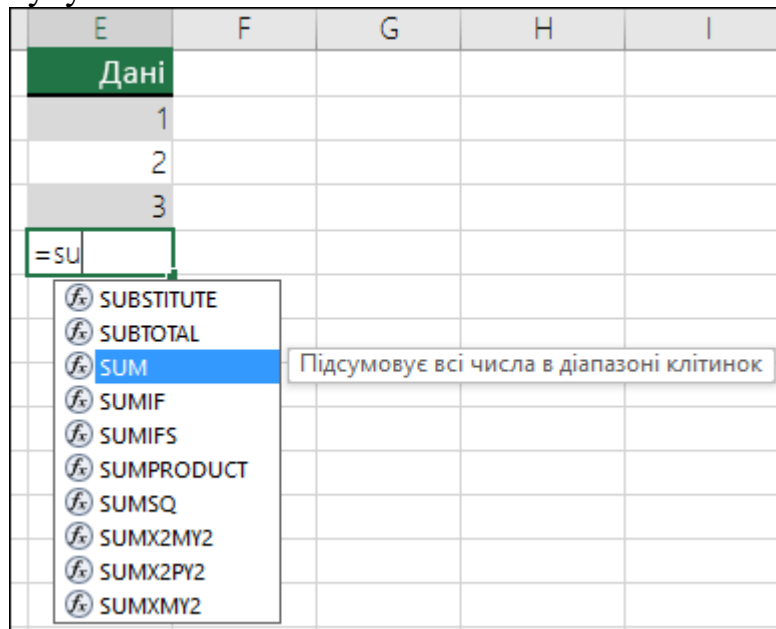 E F G H I
Дані
1
2
3
=su
SUBSTITUTE
SUBTOTAL
SUM Підсумовує всі числа в діапазоні клітинок
SUMIF
SUMIFS
SUMPRODUCT
SUMSQ
SUMX2MY2
SUMX2PY2
SUMXMY2